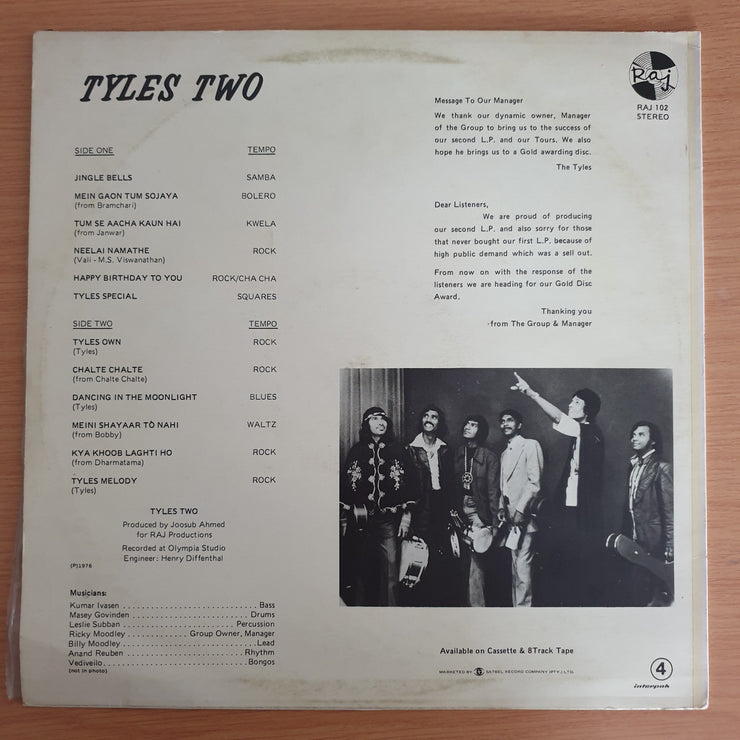 TYLES TWO
SIDE ONE TEMPO
JINGLE BELLS SAMBA
MEIN GAON TUM SOJAYA BOLERO
(from Bramchari)
TUM SE AACHA KAUN HAI KWELA
(from Janwar)
NEELAI NAMATHE ROCK
(Vali - M.S. Viswanathan)
HAPPY BIRTHDAY TO YOU ROCK/CHA CHA
TYLES SPECIAL SQUARES
SIDE TWO TEMPO
TYLES OWN ROCK
(Tyles)
CHALTE CHALTE ROCK
(from Chalte Chalte)
DANCING IN THE MOONLIGHT BLUES
(Tyles)
MEINI SHAYAAR TO NAHI WALTZ
(from Bobby)
KYA KHOOB LAGHTI HO ROCK
(from Dharmatama)
TYLES MELODY ROCK
(Tyles)
TYLES TWO
Produced by Joosub Ahmed
for RAJ Productions
Recorded at Olympia Studio
Engineer: Henry Diffenthal
(P)1976
Musicians:
Kumar Ivasen . . . . . . . . . . . . . . . . . . . . . . . Bass
Masey Govinden . . . . . . . . . . . . . . . . . . . . Drums
Leslie Subban . . . . . . . . . . . . . . . . . . Percussion
Ricky Moodley . . . . . . . . . . Group Owner, Manager
Billy Moodley . . . . . . . . . . . . . . . . . . . . . . . Lead
Anand Reuben . . . . . . . . . . . . . . . . . . . . Rhythm
Vediveilo . . . . . . . . . . . . . . . . . . . . . . . . Bongos
(not in photo)
Raj
RAJ 102
STEREO
Message To Our Manager
We thank our dynamic owner, Manager
of the Group to bring us to the success of
our second L.P. and our Tours. We also
hope he brings us to a Gold awarding disc.
The Tyles
Dear Listeners,
We are proud of producing
our second L.P. and also sorry for those
that never bought our first L.P. because of
high public demand which was a sell out.
From now on with the response of the
listeners we are heading for our Gold Disc
Award.
Thanking you
from The Group & Manager
Available on Cassette & 8Track Tape
MARKETED BY SATBEL RECORD COMPANY (PTY.) LTD.
4
interpak